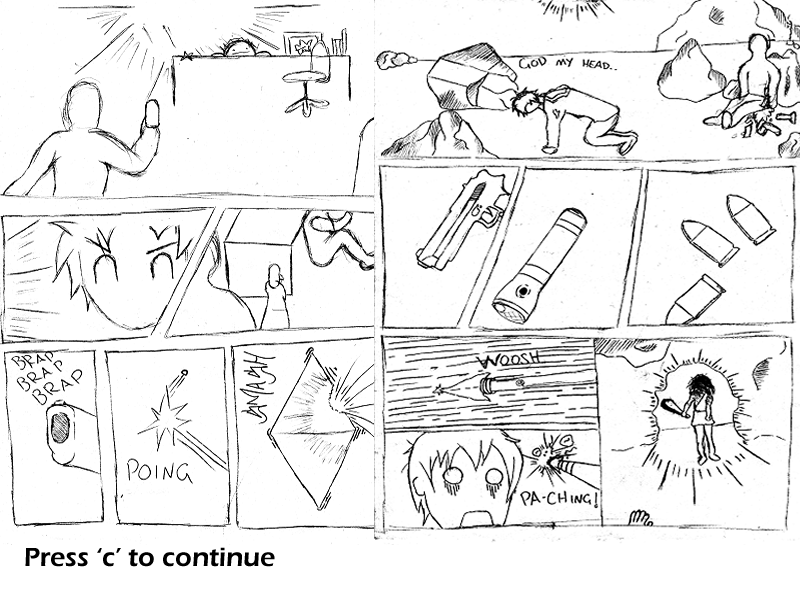 GOD MY HEAD..
BRAP
BRAP
BRAP
POING
SMASH
WOOSH
PA-CHING!
Press 'c' to continue